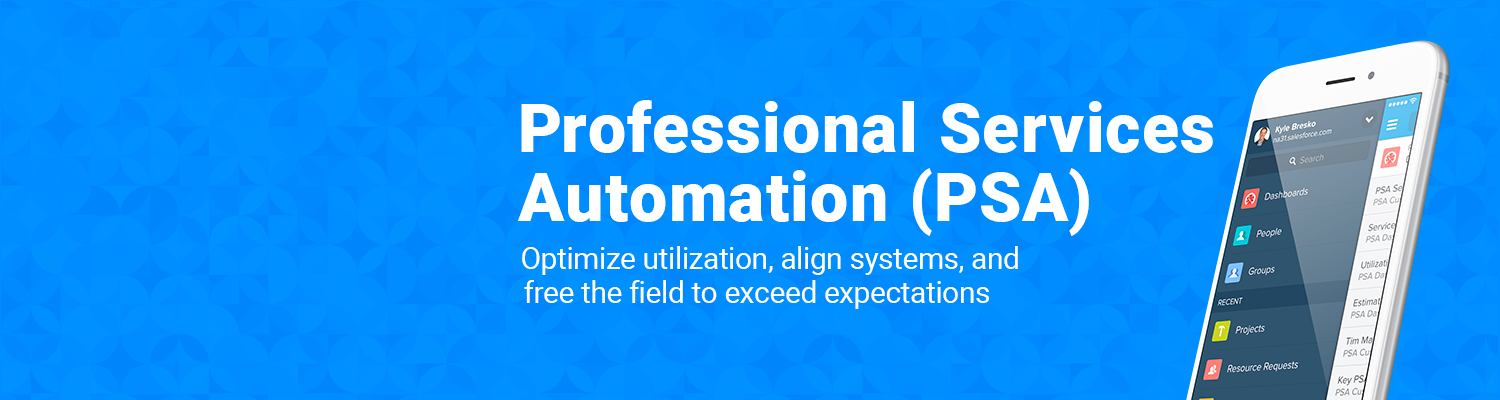 Professional Services
Automation (PSA)
Optimize utilization, align systems, and
free the field to exceed expectations
Kyle Bresko
na31.salesforce.com
Search
Dashboards
People
Groups
RECENT
Projects
Resource Requests
PSA Se
PSA Cu
Service
PSA Da
Utilizati
PSA Da
Estimat
PSA Da
Tim Ma
PSA Cu
Key PS
PSA Cu